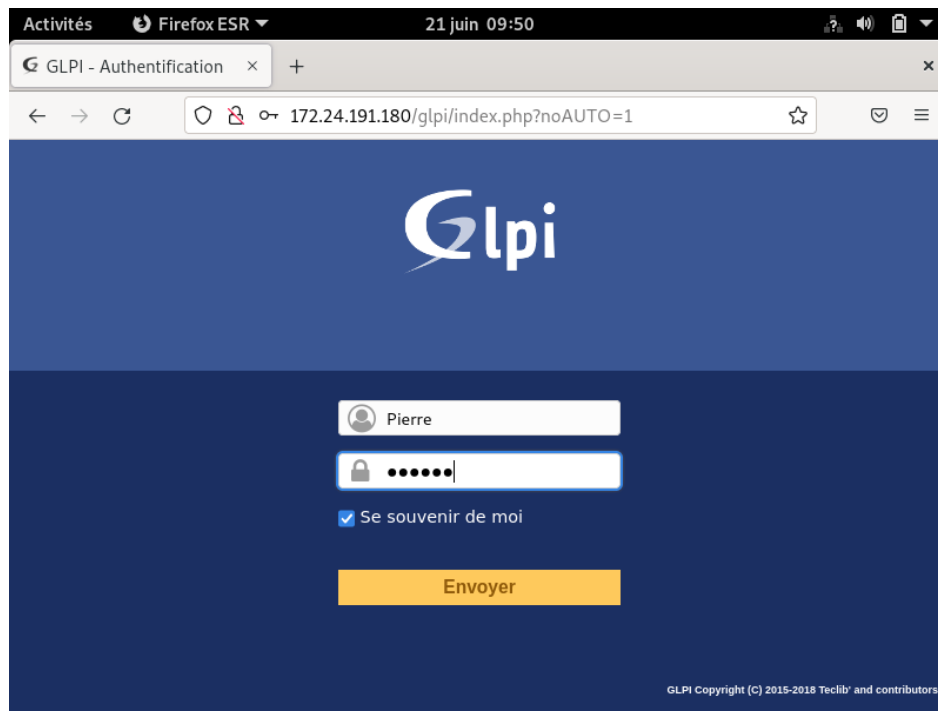 Activités Firefox ESR 21 juin 09:50
GLPI - Authentification
172.24.191.180/glpi/index.php?noAUTO=1
Glpi
Pierre
••••••
Se souvenir de moi
Envoyer
GLPI Copyright (C) 2015-2018 Teclib' and contributors